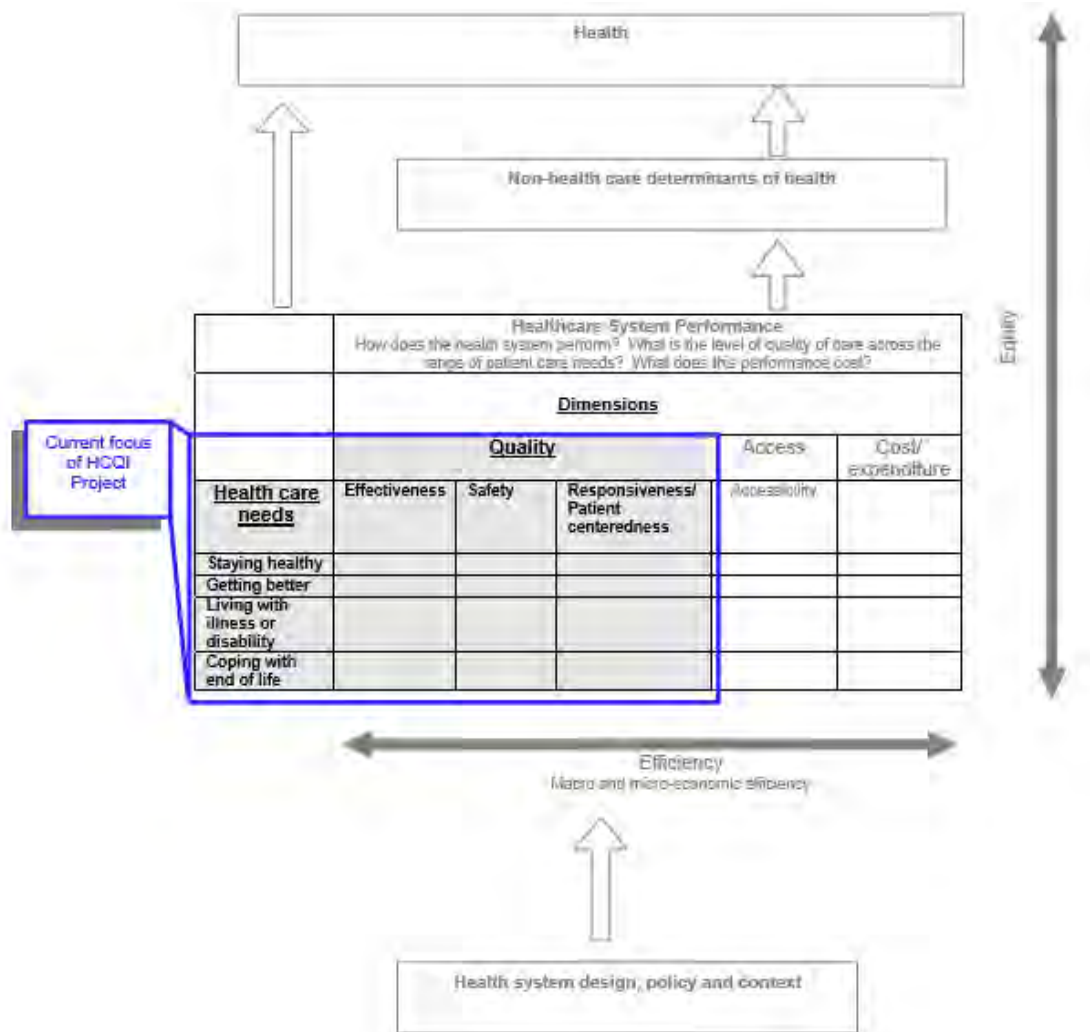 Health
Non-health care determinants of health
Healthcare System Performance
How does the health system perform? What is the level of quality of care across the
range of patient care needs? What does this performance cost?
Dimensions
Current focus
of HCQI
Project
Quality
Access
Cost/
expenditure
Health care
needs
Effectiveness
Safety
Responsiveness/
Patient
centeredness
Accessibility
Staying healthy
Getting better
Living with
illness or
disability
Coping with
end of life
Equity
Efficiency
Macro and micro-economic efficiency
Health system design, policy and context